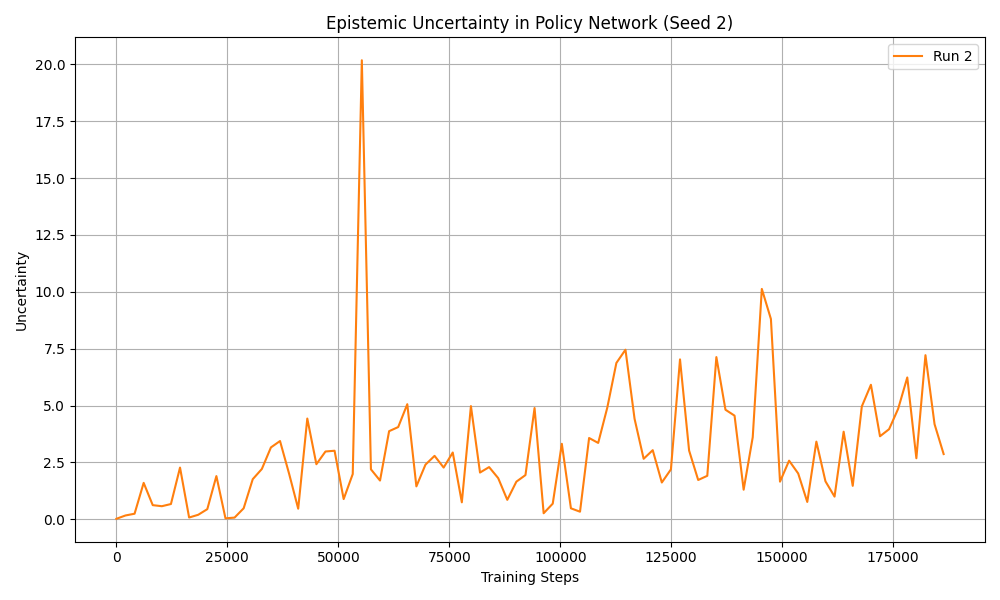 Epistemic Uncertainty in Policy Network (Seed 2)
Run 2
20.0
17.5
15.0
12.5
10.0
7.5
5.0
2.5
0.0
Uncertainty
0 25000 50000 75000 100000 125000 150000 175000
Training Steps